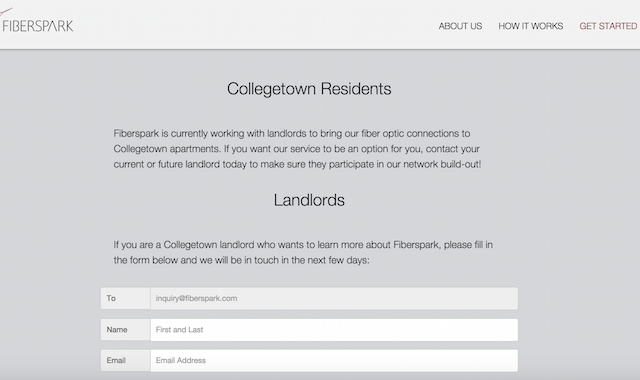 FIBERSPARK
ABOUT US
HOW IT WORKS
GET STARTED
Collegetown Residents
Fiberspark is currently working with landlords to bring our fiber optic connections to
Collegetown apartments. If you want our service to be an option for you, contact your
current or future landlord today to make sure they participate in our network build-out!
Landlords
If you are a Collegetown landlord who wants to learn more about Fiberspark, please fill in
the form below and we will be in touch in the next few days:
To inquiry@fiberspark.com
Name First and Last
Email Email Address